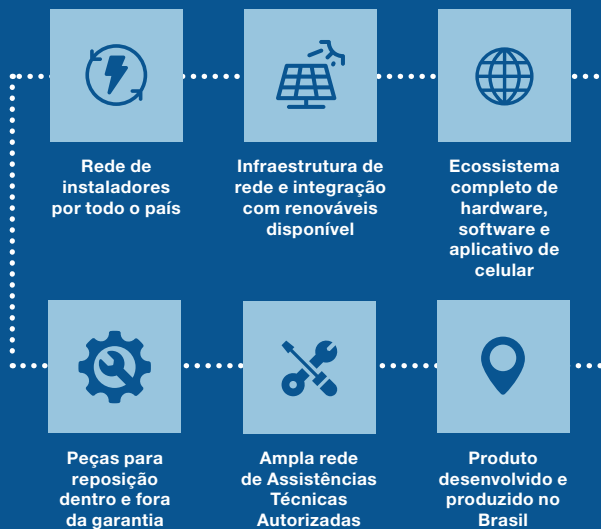 Rede de
instaladores
por todo o país
Infraestrutura de
rede e integração
com renováveis
disponível
Ecossistema
completo de
hardware,
software e
aplicativo de
celular
Peças para
reposição
dentro e fora
da garantia
Ampla rede
de Assistências
Técnicas
Autorizadas
Produto
desenvolvido e
produzido no
Brasil